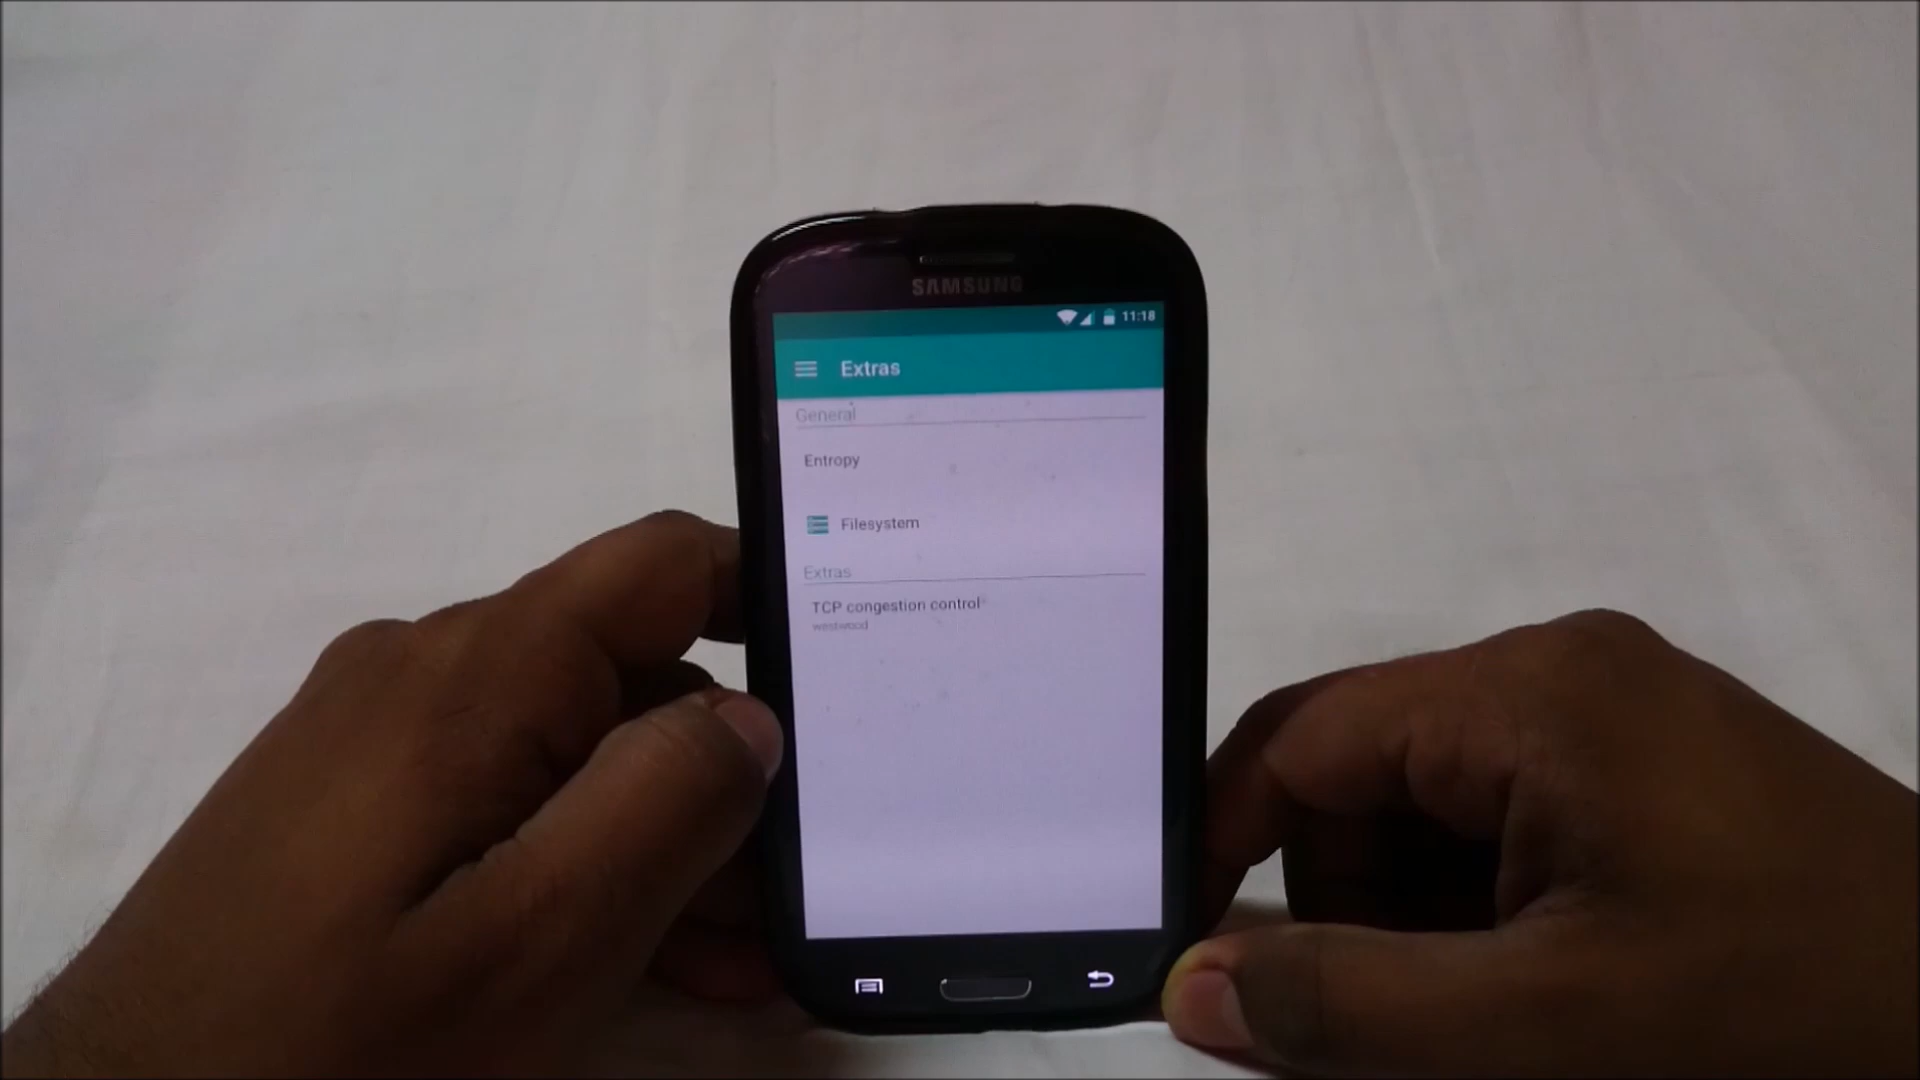 SAMSUNG
11:18
Extras
General
Entropy
Filesystem
Extras
TCP congestion control
westwood